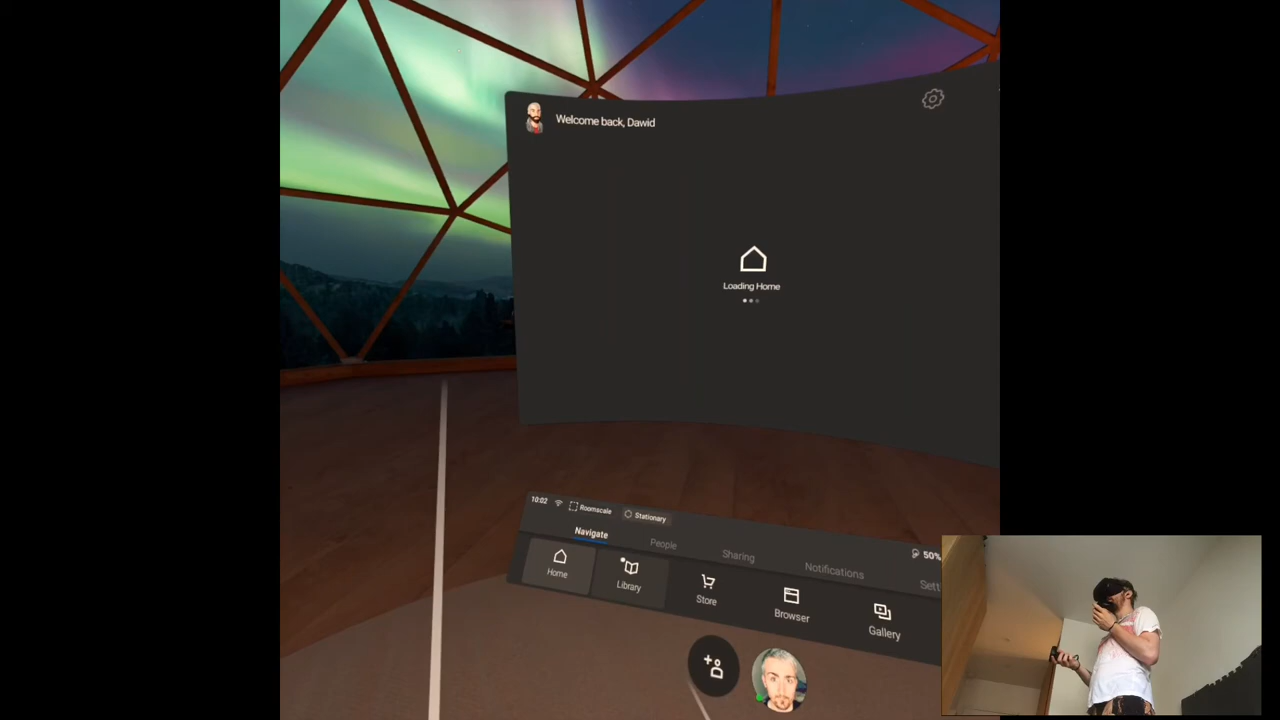 Welcome back, Dawid
Loading Home
10:02 Roomscale Stationary
Navigate People Sharing Notifications
50%
Home Library Store Browser Gallery